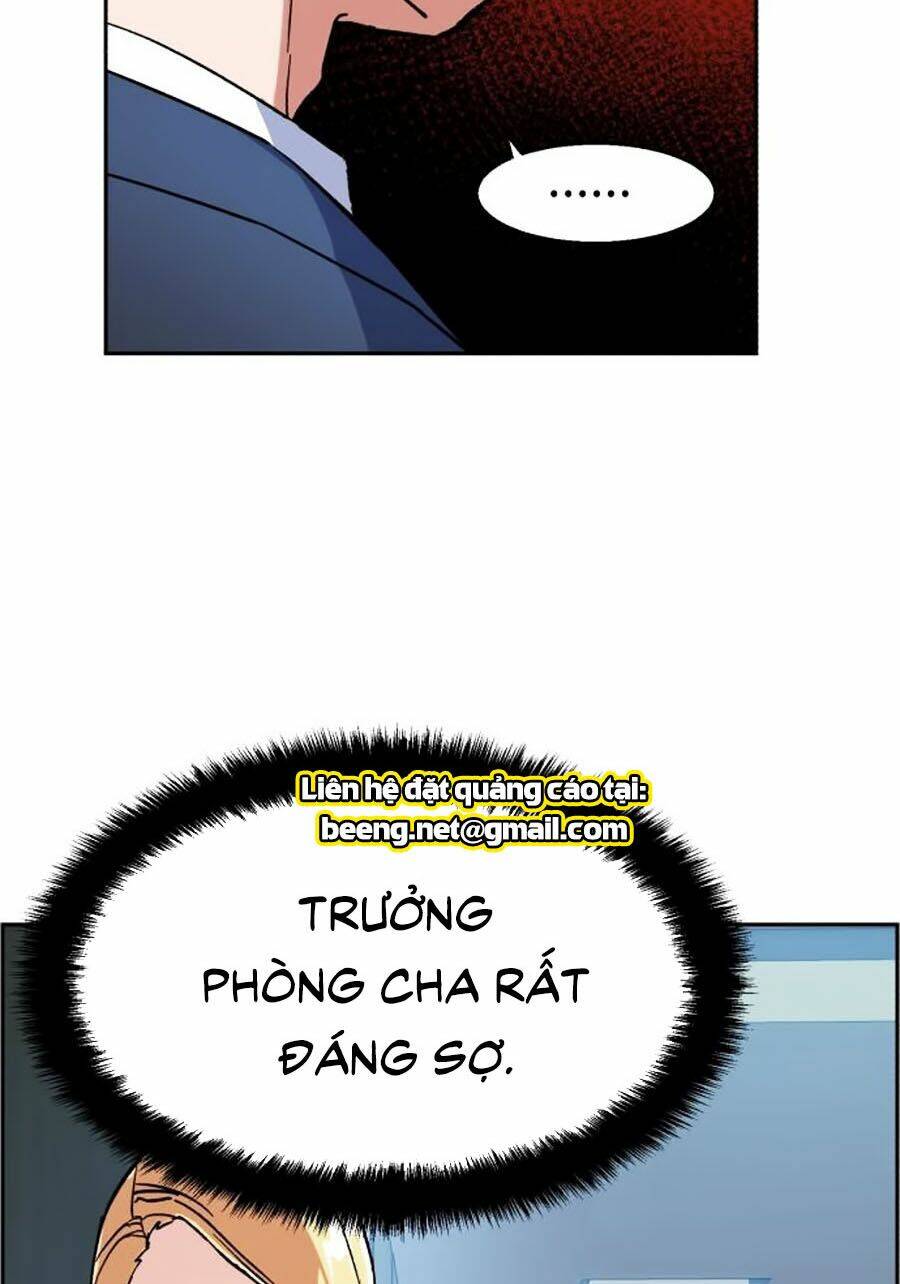 ......
Liên hệ đặt quảng cáo tại:
beeng.net@gmail.com
TRƯỞNG
PHÒNG CHA RẤT
ĐÁNG SỢ.